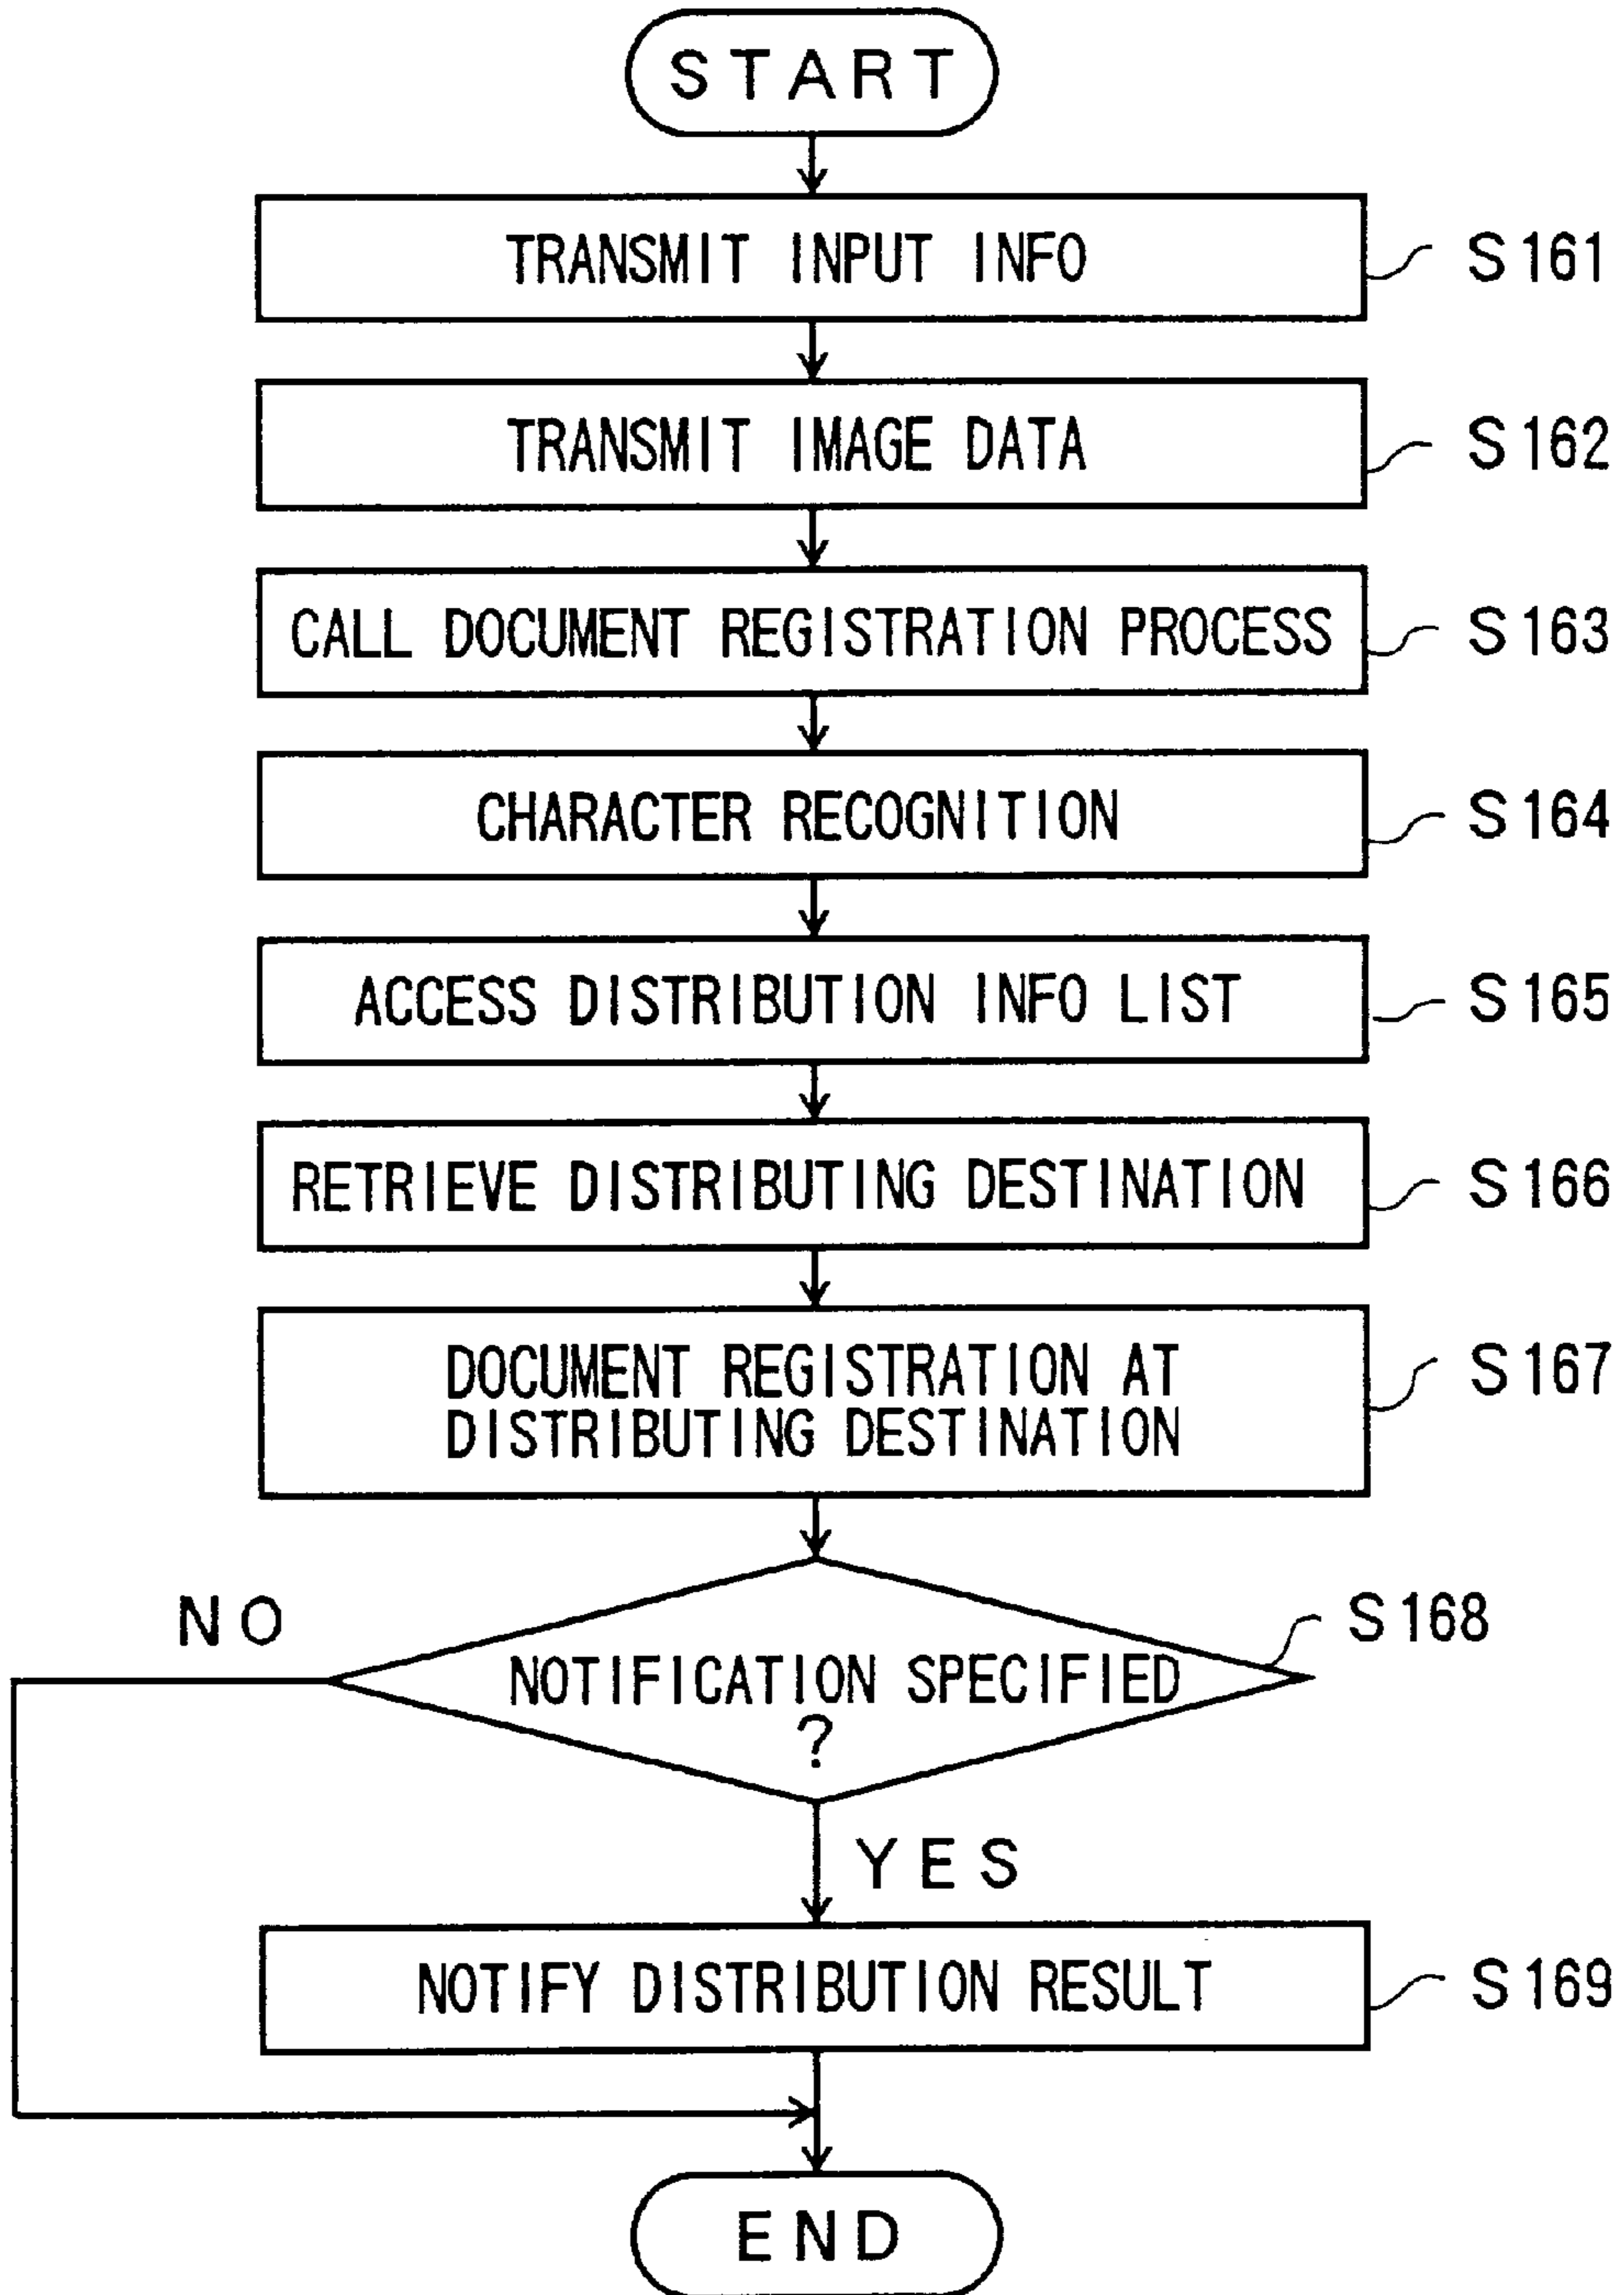 START
TRANSMIT INPUT INFO
S161
TRANSMIT IMAGE DATA
S162
CALL DOCUMENT REGISTRATION PROCESS
S163
CHARACTER RECOGNITION
S164
ACCESS DISTRIBUTION INFO LIST
S165
RETRIEVE DISTRIBUTING DESTINATION
S166
DOCUMENT REGISTRATION AT
DISTRIBUTING DESTINATION
S167
NO
S168
NOTIFICATION SPECIFIED
?
YES
NOTIFY DISTRIBUTION RESULT
S169
END